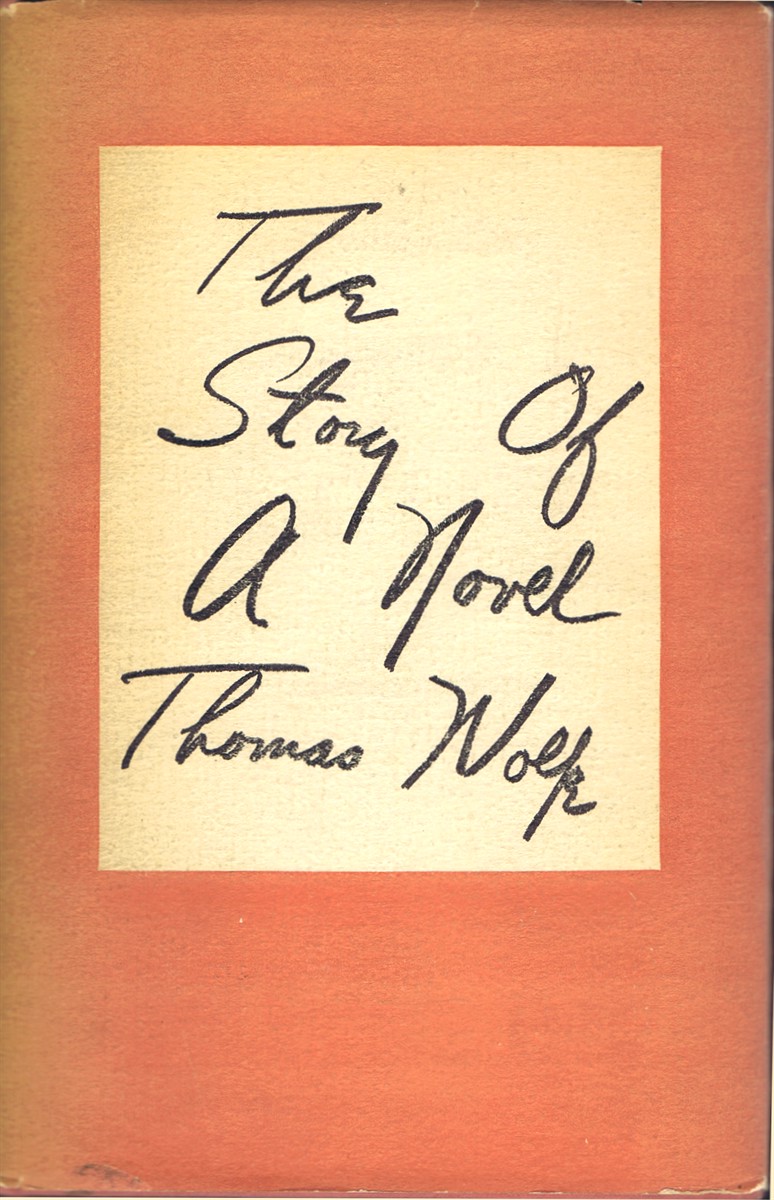 The
Story Of
A Novel
Thomas Wolfe